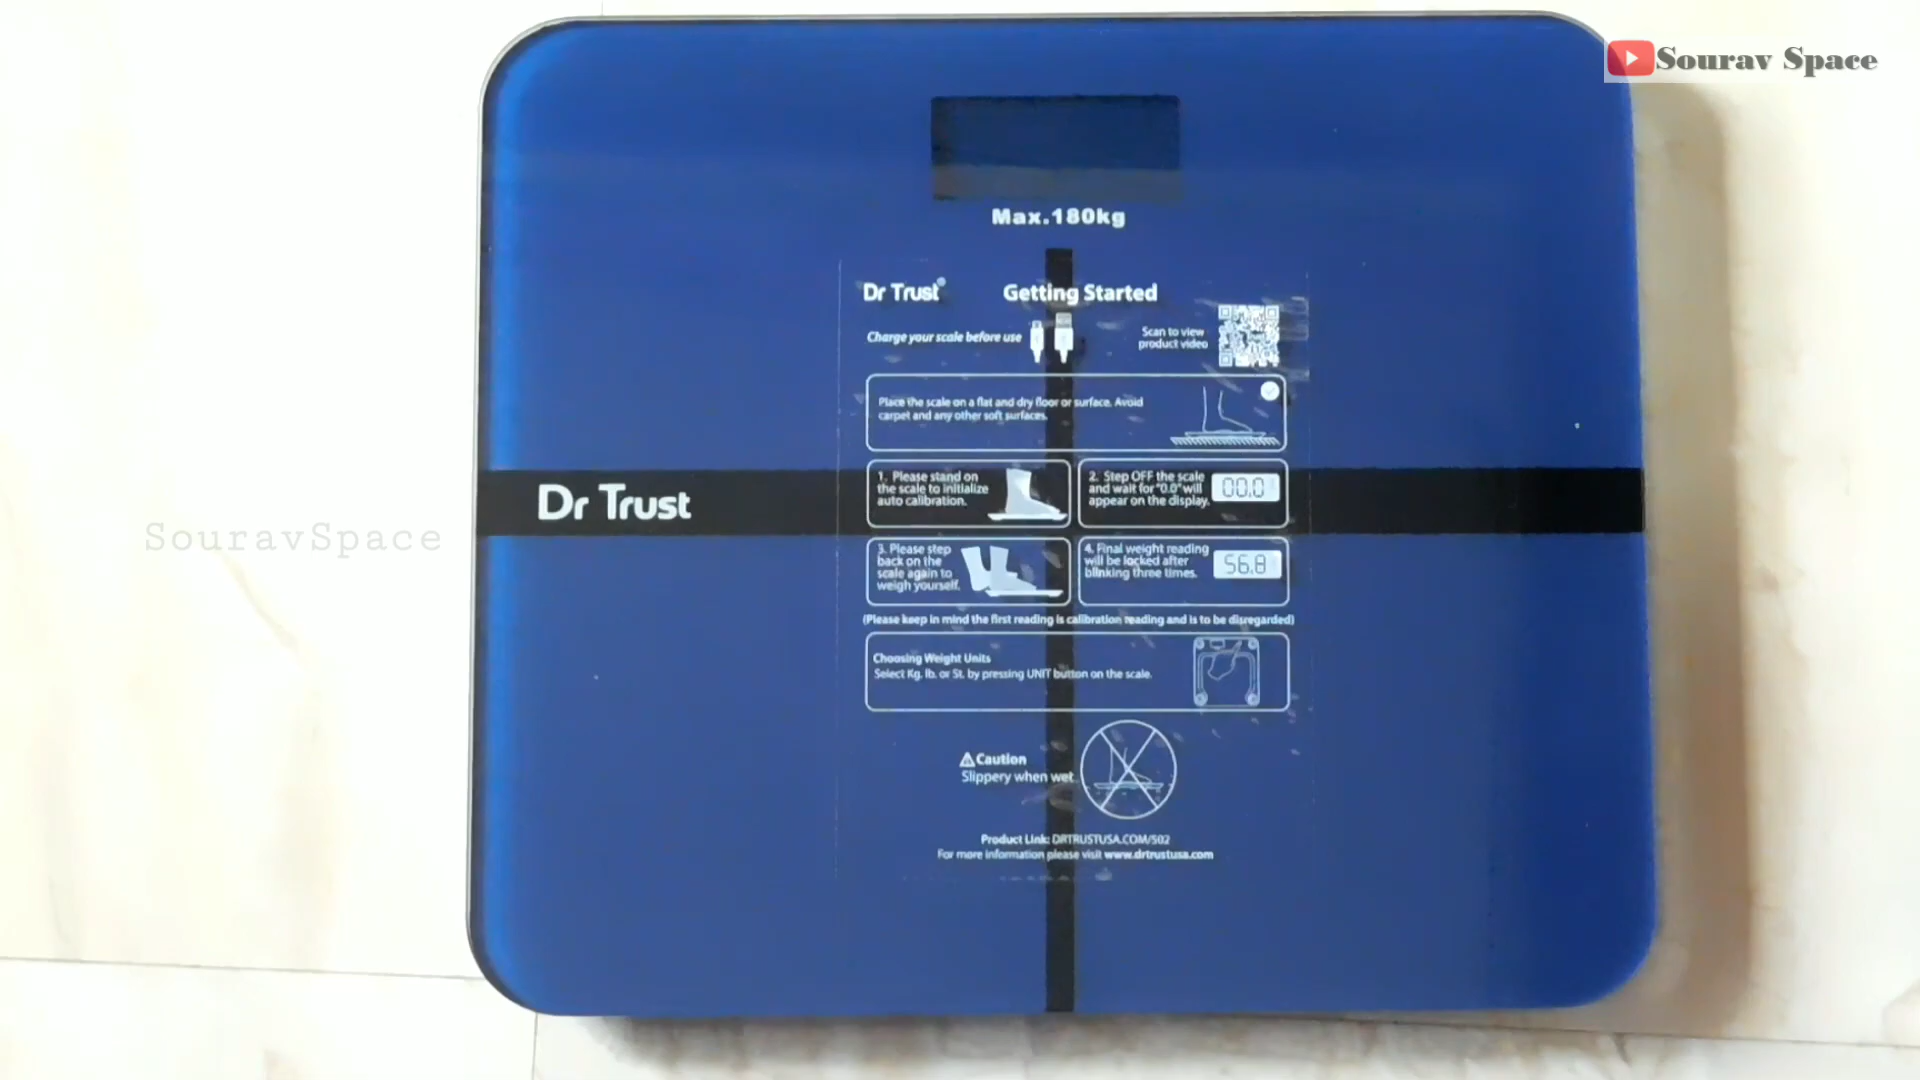 Sourav Space
Max.180kg
Dr Trust®
Getting Started
Charge your scale before use
Scan to view
product video
Place the scale on a flat and dry floor or surface. Avoid
carpet and any other soft surfaces.
1. Please stand on
the scale to initialize
auto calibration.
2. Step OFF the scale
and wait for "0.0" will
appear on the display.
00.0
Dr Trust
SouravSpace
3. Please step
back on the
scale again to
weigh yourself.
4. Final weight reading
will be locked after
blinking three times.
56.8
(Please keep in mind the first reading is calibration reading and is to be disregarded)
Choosing Weight Units
Select Kg. lb. or St. by pressing UNIT button on the scale.
Caution
Slippery when wet
Product Link: DRTRUSTUSA.COM/502
For more information please visit www.drtrustusa.com